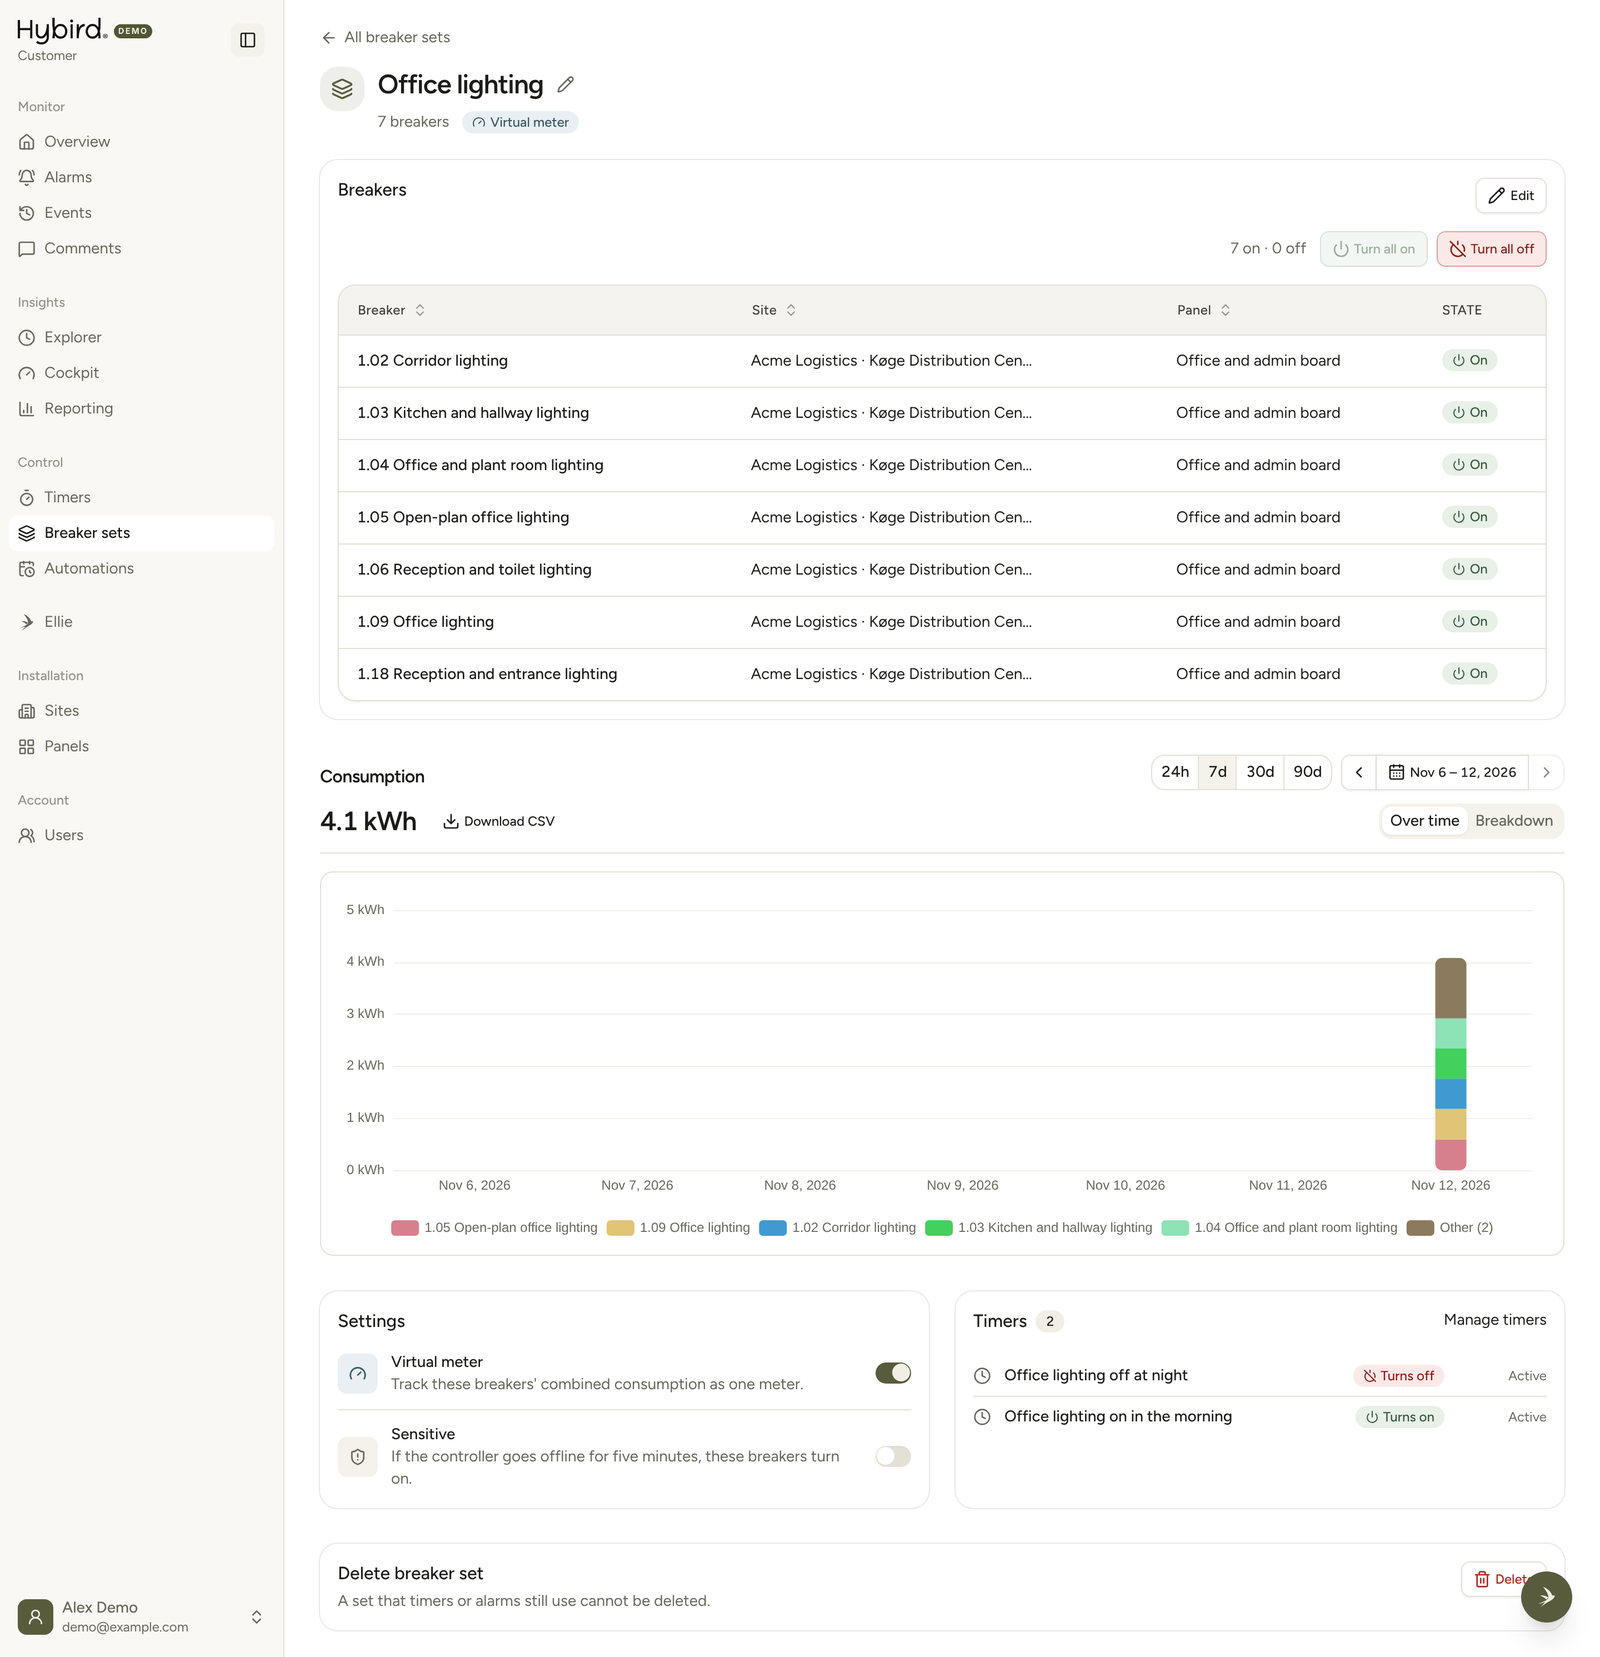 Hybird.
DEMO
Customer
Monitor
Overview
Alarms
Events
Comments
Insights
Explorer
Cockpit
Reporting
Control
Timers
Breaker sets
Automations
Ellie
Installation
Sites
Panels
Account
Users
Alex Demo
demo@example.com
All breaker sets
Office lighting
7 breakers
Virtual meter
Breakers
Edit
7 on · 0 off
Turn all on
Turn all off
Breaker Site Panel STATE
1.02 Corridor lighting Acme Logistics · Køge Distribution Cen... Office and admin board On
1.03 Kitchen and hallway lighting Acme Logistics · Køge Distribution Cen... Office and admin board On
1.04 Office and plant room lighting Acme Logistics · Køge Distribution Cen... Office and admin board On
1.05 Open-plan office lighting Acme Logistics · Køge Distribution Cen... Office and admin board On
1.06 Reception and toilet lighting Acme Logistics · Køge Distribution Cen... Office and admin board On
1.09 Office lighting Acme Logistics · Køge Distribution Cen... Office and admin board On
1.18 Reception and entrance lighting Acme Logistics · Køge Distribution Cen... Office and admin board On
Consumption
24h 7d 30d 90d
Nov 6 – 12, 2026
4.1 kWh
Download CSV
Over time Breakdown
5 kWh
4 kWh
3 kWh
2 kWh
1 kWh
0 kWh
Nov 6, 2026 Nov 7, 2026 Nov 8, 2026 Nov 9, 2026 Nov 10, 2026 Nov 11, 2026 Nov 12, 2026
1.05 Open-plan office lighting 1.09 Office lighting 1.02 Corridor lighting 1.03 Kitchen and hallway lighting 1.04 Office and plant room lighting Other (2)
Settings
Virtual meter
Track these breakers' combined consumption as one meter.
Sensitive
If the controller goes offline for five minutes, these breakers turn
on.
Timers 2
Manage timers
Office lighting off at night Turns off Active
Office lighting on in the morning Turns on Active
Delete breaker set
A set that timers or alarms still use cannot be deleted.
Delete